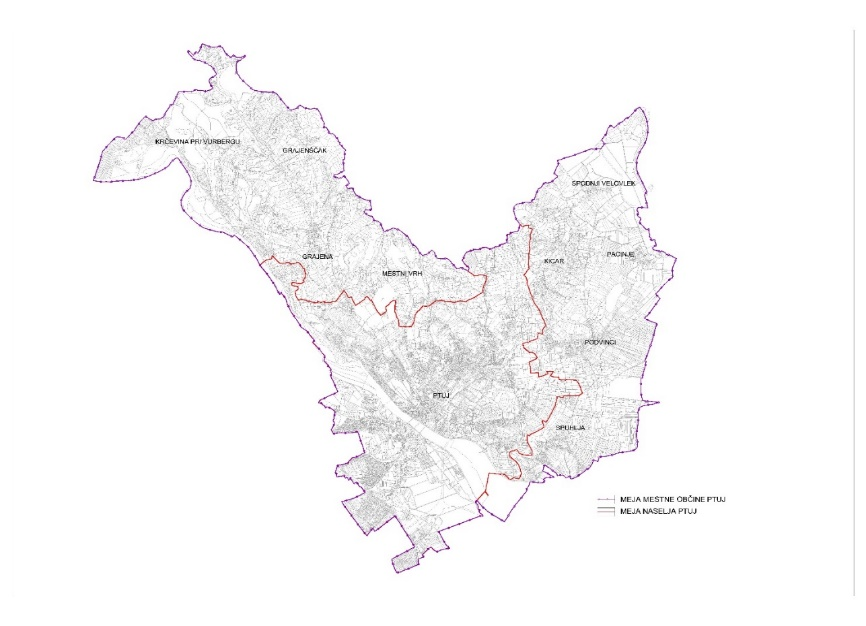 KRČEVINA PRI VURBERGU
GRAJENŠČAK
SPODNJI VELOVLEK
GRAJENA
MESTNI VRH
KICAR
PACINJE
PODVINCI
PTUJ
SPUHLJA
MEJA MESTNE OBČINE PTUJ
MEJA NASELJA PTUJ